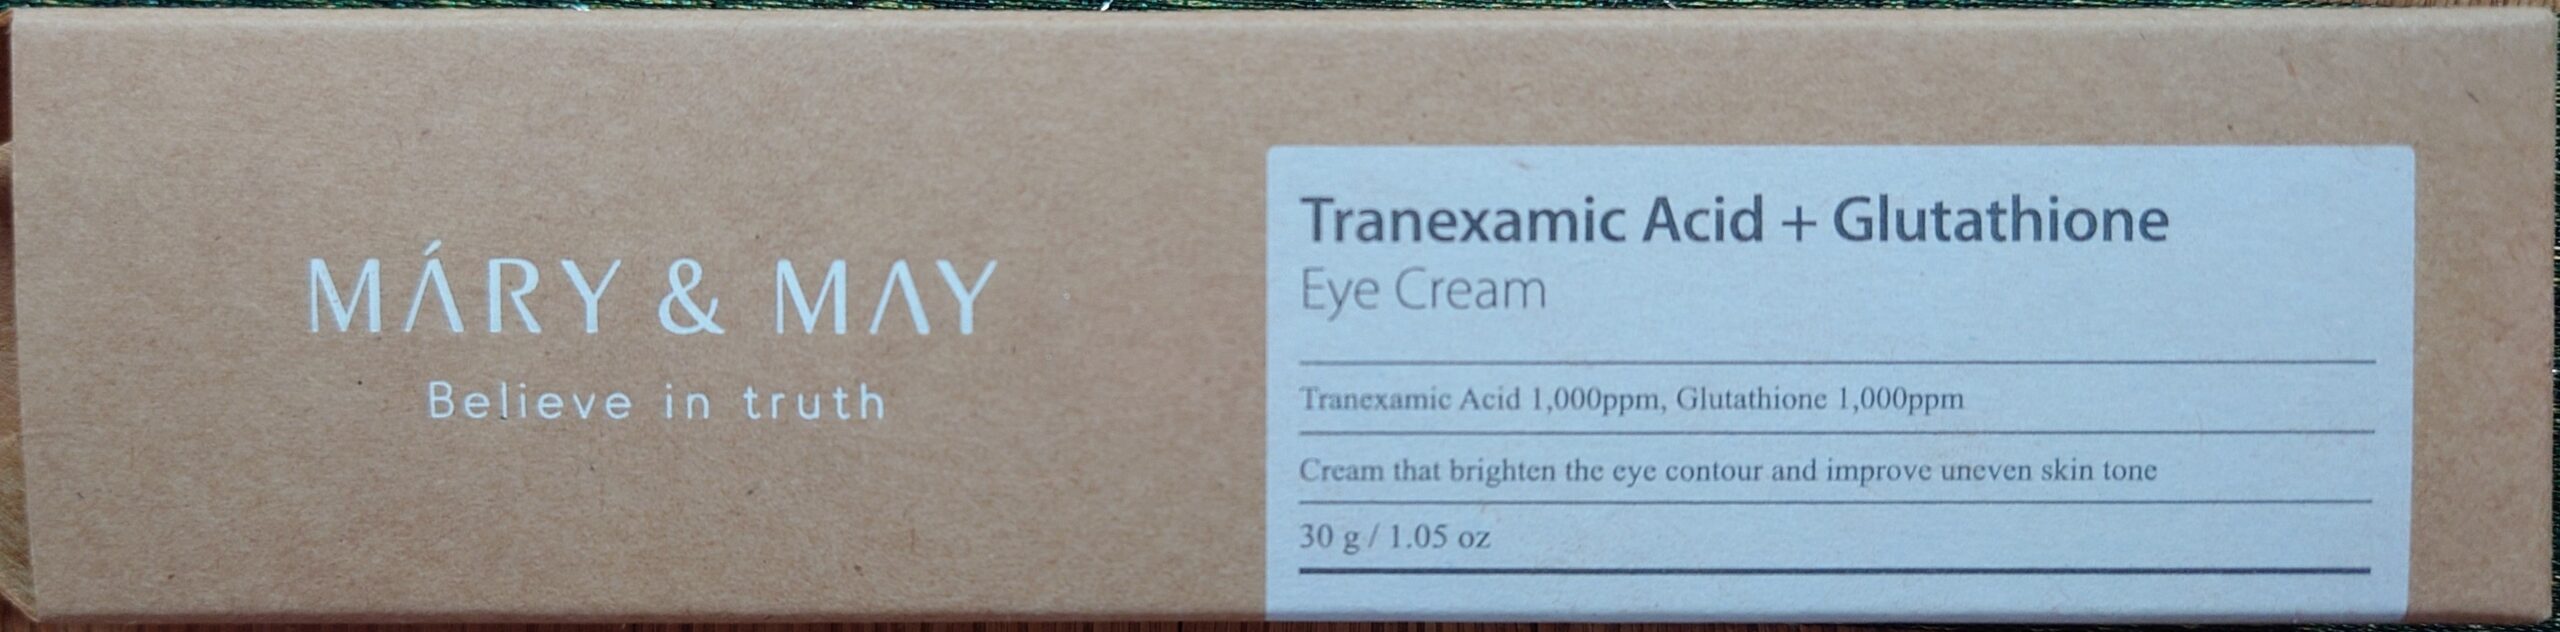 MÁRY & MAY
Believe in truth
Tranexamic Acid + Glutathione
Eye Cream
Tranexamic Acid 1,000ppm, Glutathione 1,000ppm
Cream that brighten the eye contour and improve uneven skin tone
30 g / 1.05 oz